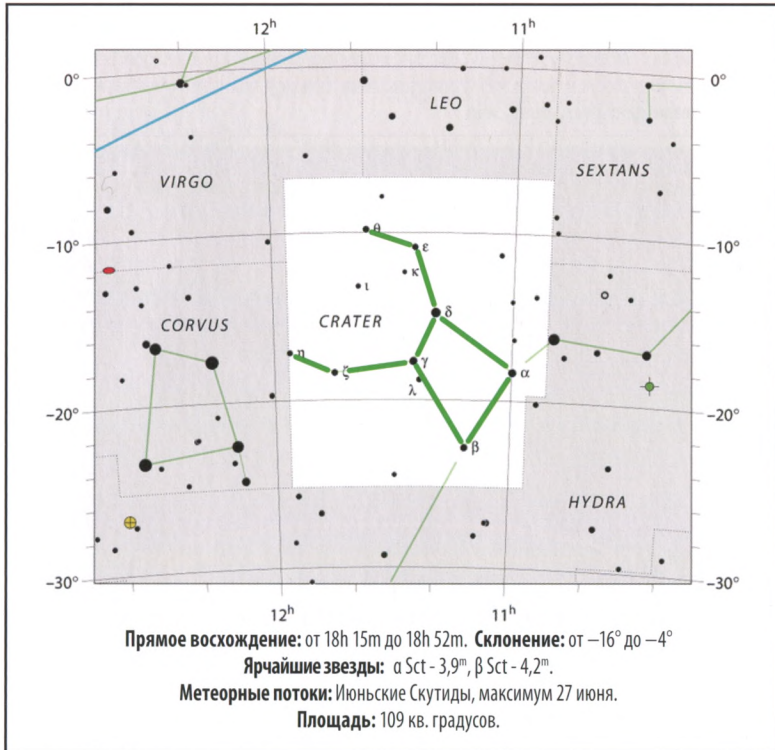 12ʰ 11ʰ
0° LEO 0°
VIRGO SEXTANS
−10° θ ε −10°
κ
ι
δ
CORVUS CRATER
η ζ γ α
λ
−20° −20°
β
HYDRA
−30° −30°
12ʰ 11ʰ
Прямое восхождение: от 18h 15m до 18h 52m. Склонение: от −16° до −4°
Ярчайшие звезды: α Sct - 3,9ᵐ, β Sct - 4,2ᵐ.
Метеорные потоки: Июньские Скутиды, максимум 27 июня.
Площадь: 109 кв. градусов.